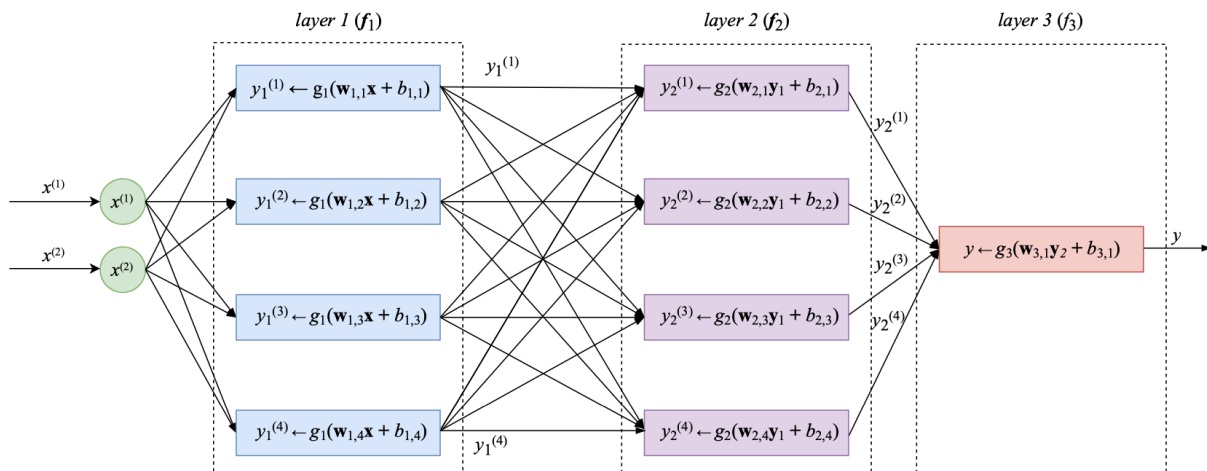 layer 1 (f₁)
layer 2 (f₂)
layer 3 (f₃)
y₁⁽¹⁾ ← g₁(w₁,₁x + b₁,₁)
y₁⁽¹⁾
y₂⁽¹⁾ ← g₂(w₂,₁y₁ + b₂,₁)
y₂⁽¹⁾
x⁽¹⁾
x⁽¹⁾
y₁⁽²⁾ ← g₁(w₁,₂x + b₁,₂)
y₂⁽²⁾ ← g₂(w₂,₂y₁ + b₂,₂)
y₂⁽²⁾
x⁽²⁾
x⁽²⁾
y ← g₃(w₃,₁y₂ + b₃,₁)
y
y₂⁽³⁾
y₁⁽³⁾ ← g₁(w₁,₃x + b₁,₃)
y₂⁽³⁾ ← g₂(w₂,₃y₁ + b₂,₃)
y₂⁽⁴⁾
y₁⁽⁴⁾ ← g₁(w₁,₄x + b₁,₄)
y₁⁽⁴⁾
y₂⁽⁴⁾ ← g₂(w₂,₄y₁ + b₂,₄)